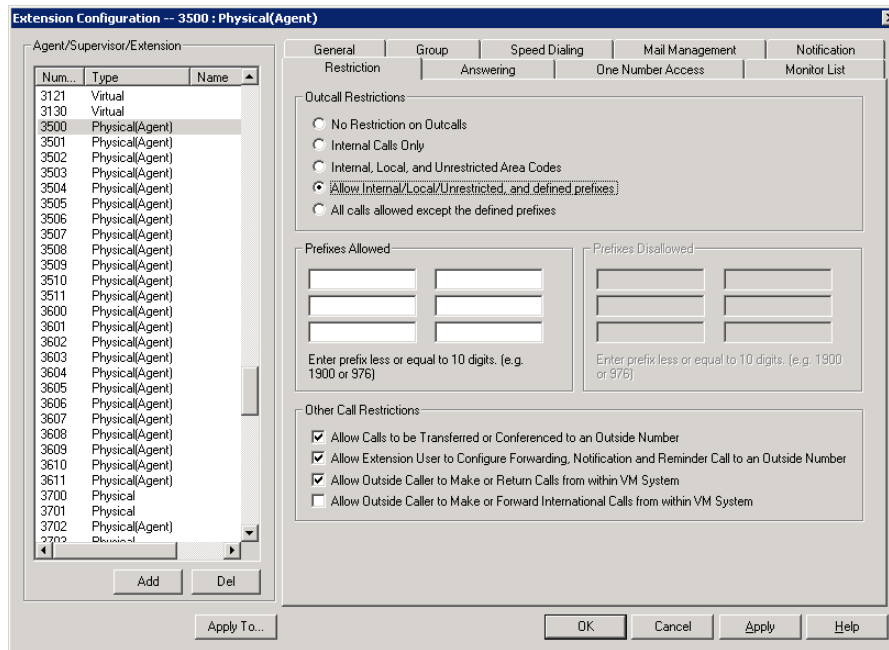 Extension Configuration -- 3500 : Physical(Agent)
Agent/Supervisor/Extension
Num... Type Name
3121 Virtual
3130 Virtual
3500 Physical(Agent)
3501 Physical(Agent)
3502 Physical(Agent)
3503 Physical(Agent)
3504 Physical(Agent)
3505 Physical(Agent)
3506 Physical(Agent)
3507 Physical(Agent)
3508 Physical(Agent)
3509 Physical(Agent)
3510 Physical(Agent)
3511 Physical(Agent)
3600 Physical(Agent)
3601 Physical(Agent)
3602 Physical(Agent)
3603 Physical(Agent)
3604 Physical(Agent)
3605 Physical(Agent)
3606 Physical(Agent)
3607 Physical(Agent)
3608 Physical(Agent)
3609 Physical(Agent)
3610 Physical(Agent)
3611 Physical(Agent)
3700 Physical
3701 Physical
3702 Physical(Agent)
3703 Physical
Add Del
Apply To...
General Group Speed Dialing Mail Management Notification
Restriction Answering One Number Access Monitor List
Outcall Restrictions
No Restriction on Outcalls
Internal Calls Only
Internal, Local, and Unrestricted Area Codes
Allow Internal/Local/Unrestricted, and defined prefixes
All calls allowed except the defined prefixes
Prefixes Allowed
Enter prefix less or equal to 10 digits. (e.g.
1900 or 976)
Prefixes Disallowed
Enter prefix less or equal to 10 digits. (e.g. 1900
or 976)
Other Call Restrictions
Allow Calls to be Transferred or Conferenced to an Outside Number
Allow Extension User to Configure Forwarding, Notification and Reminder Call to an Outside Number
Allow Outside Caller to Make or Return Calls from within VM System
Allow Outside Caller to Make or Forward International Calls from within VM System
OK Cancel Apply Help